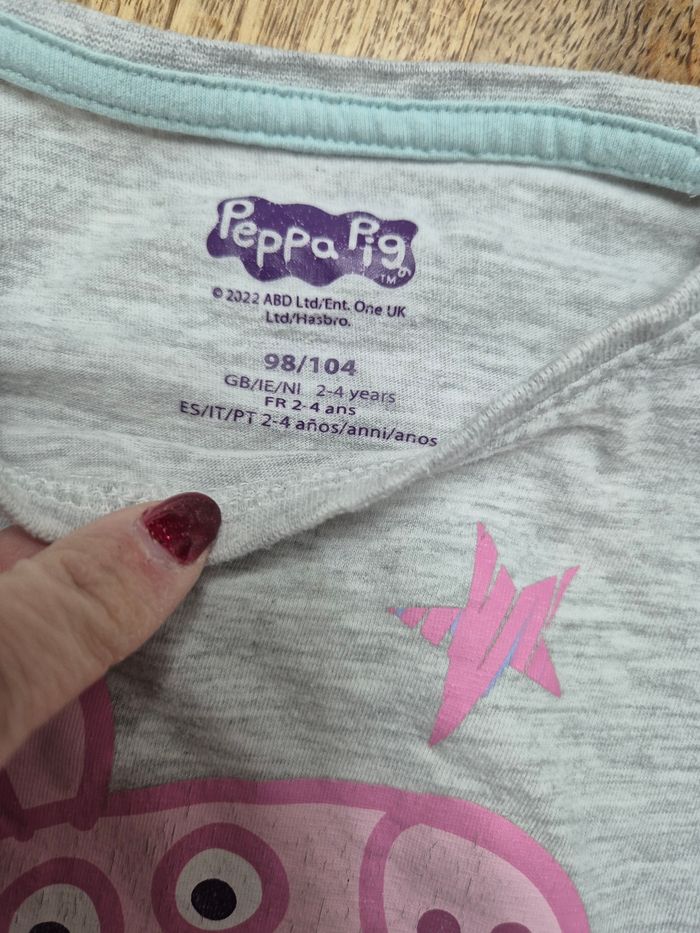 Peppa Pig
TM
© 2022 ABD Ltd/Ent. One UK
Ltd/Hasbro.
98/104
GB/IE/NI 2-4 years
FR 2-4 ans
ES/IT/PT 2-4 años/anni/anos